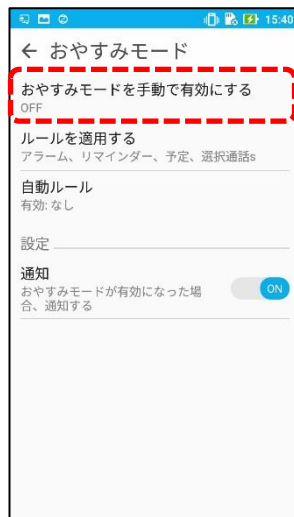 15:40
← おやすみモード
おやすみモードを手動で有効にする
OFF
ルールを適用する
アラーム、リマインダー、予定、選択通話s
自動ルール
有効: なし
設定
通知
おやすみモードが有効になった場
合、通知する
ON